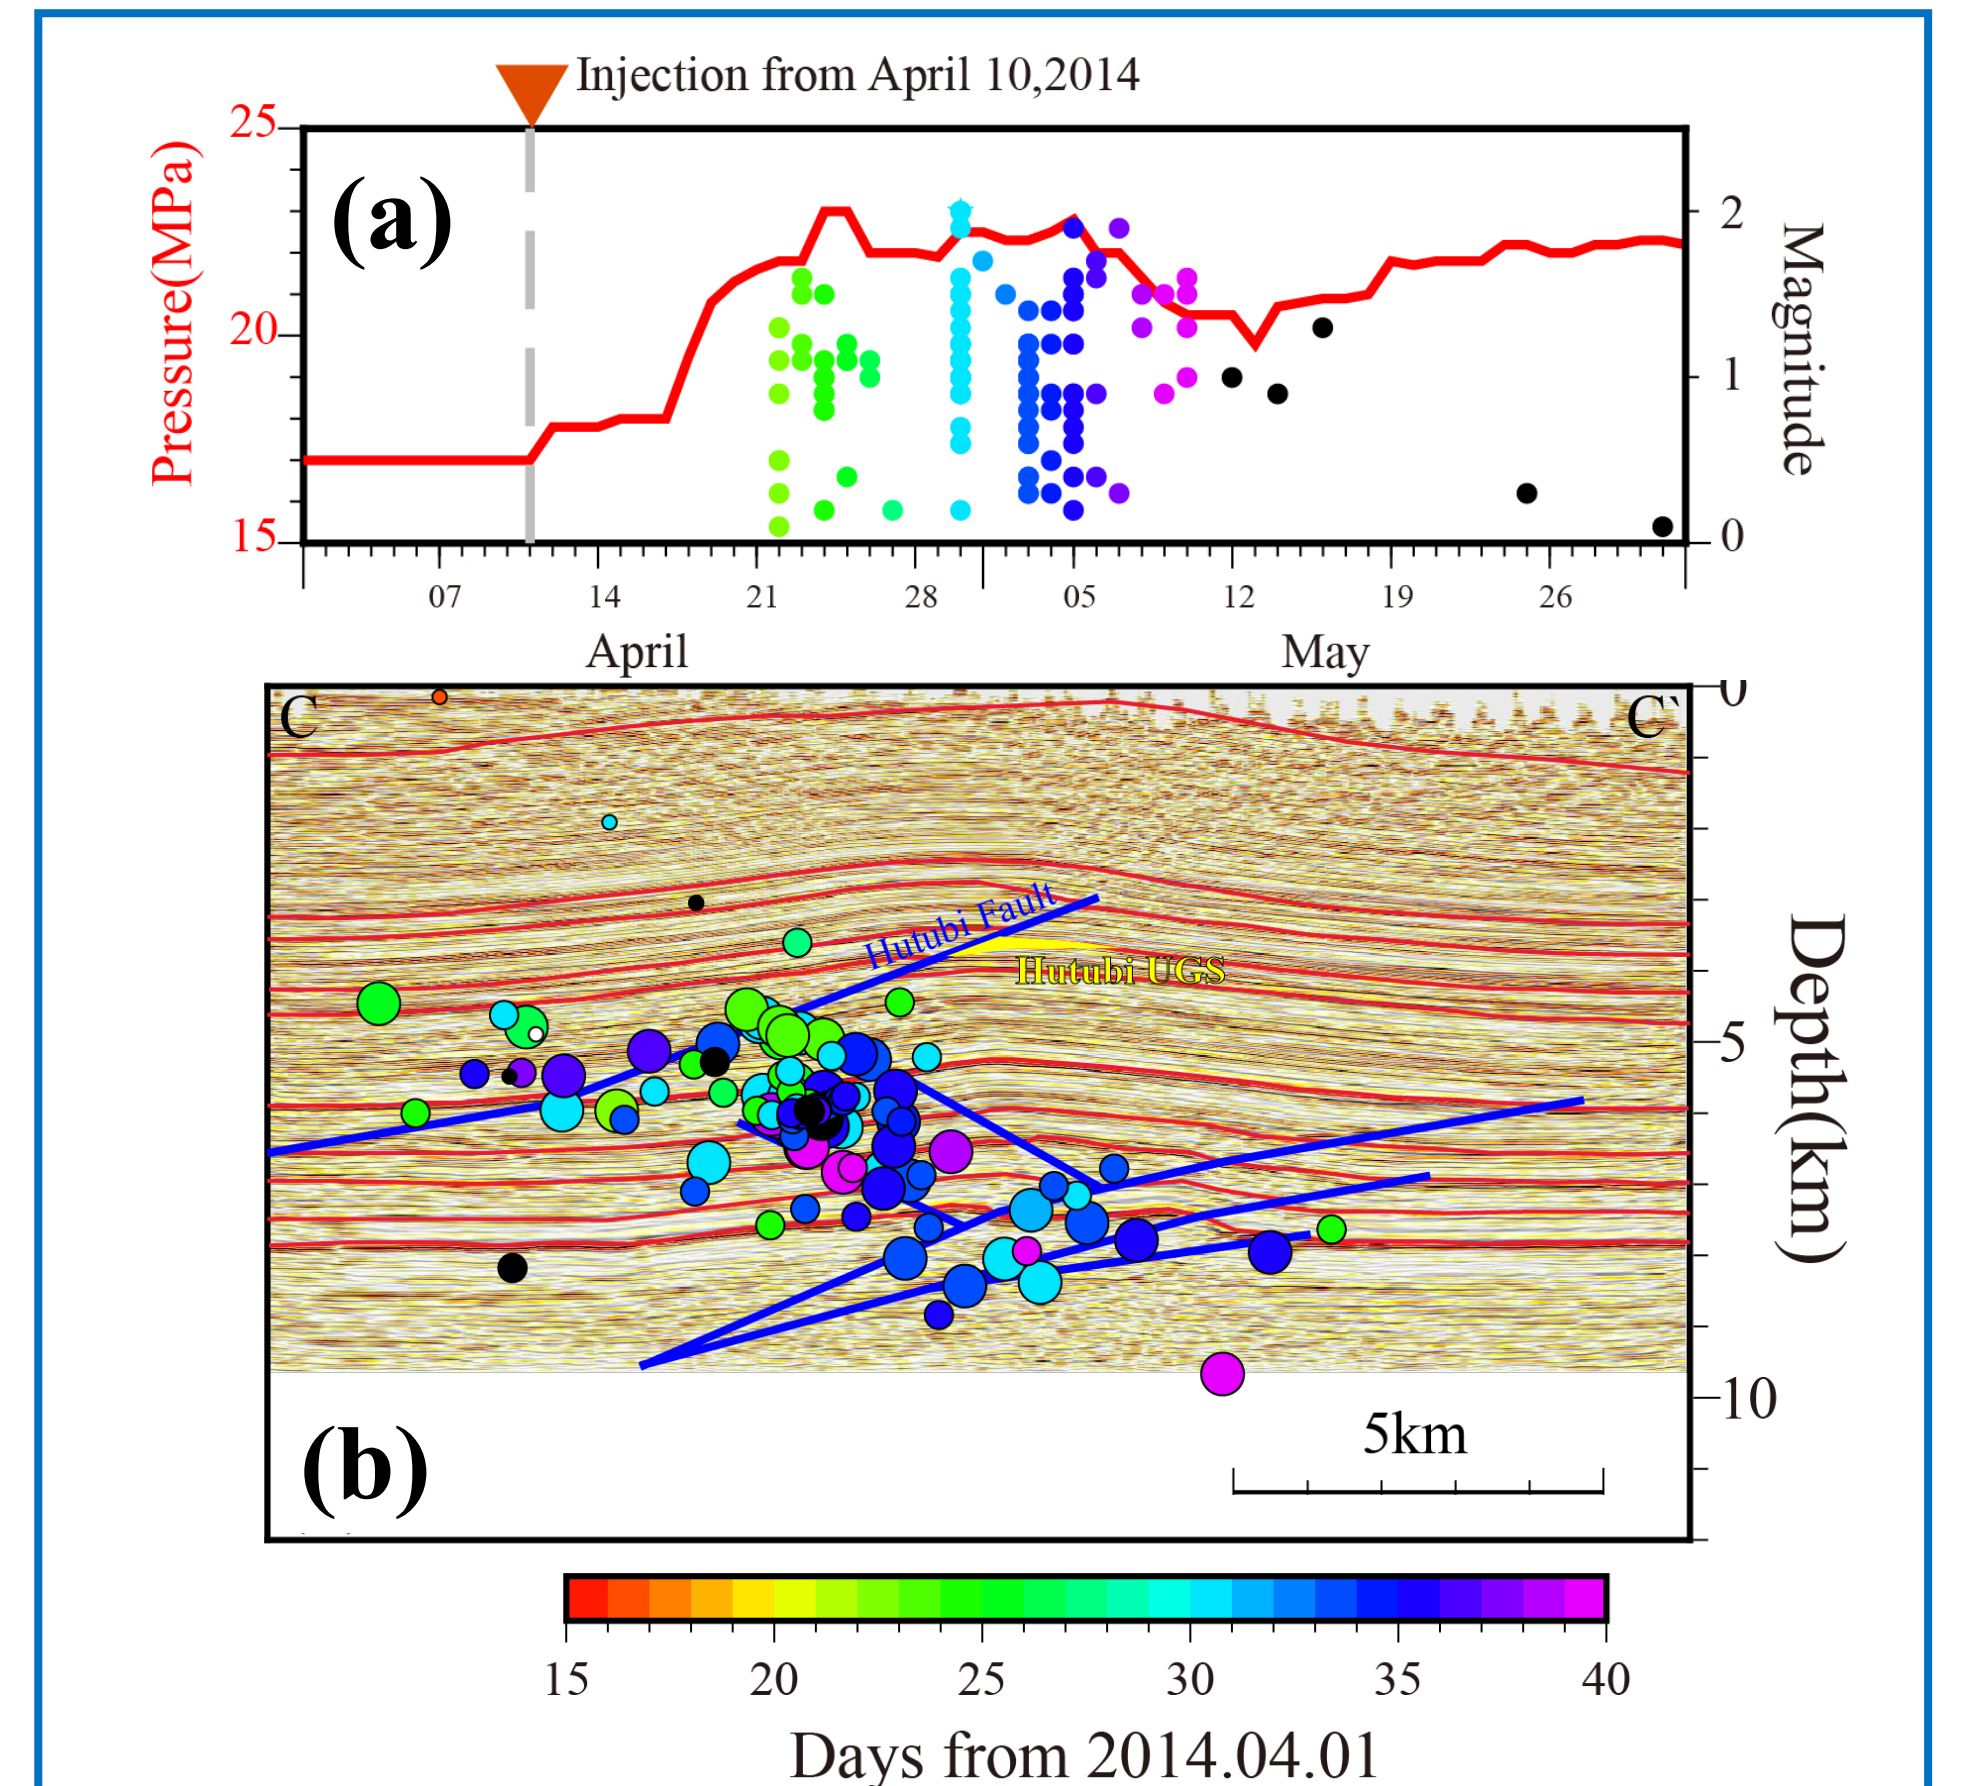 Injection from April 10,2014
25
20
15
Pressure(MPa)
(a)
2
1
0
Magnitude
07 14 21 28 05 12 19 26
April May
C C`
0
5
10
Depth(km)
Hutubi Fault
Hutubi UGS
5km
(b)
15 20 25 30 35 40
Days from 2014.04.01